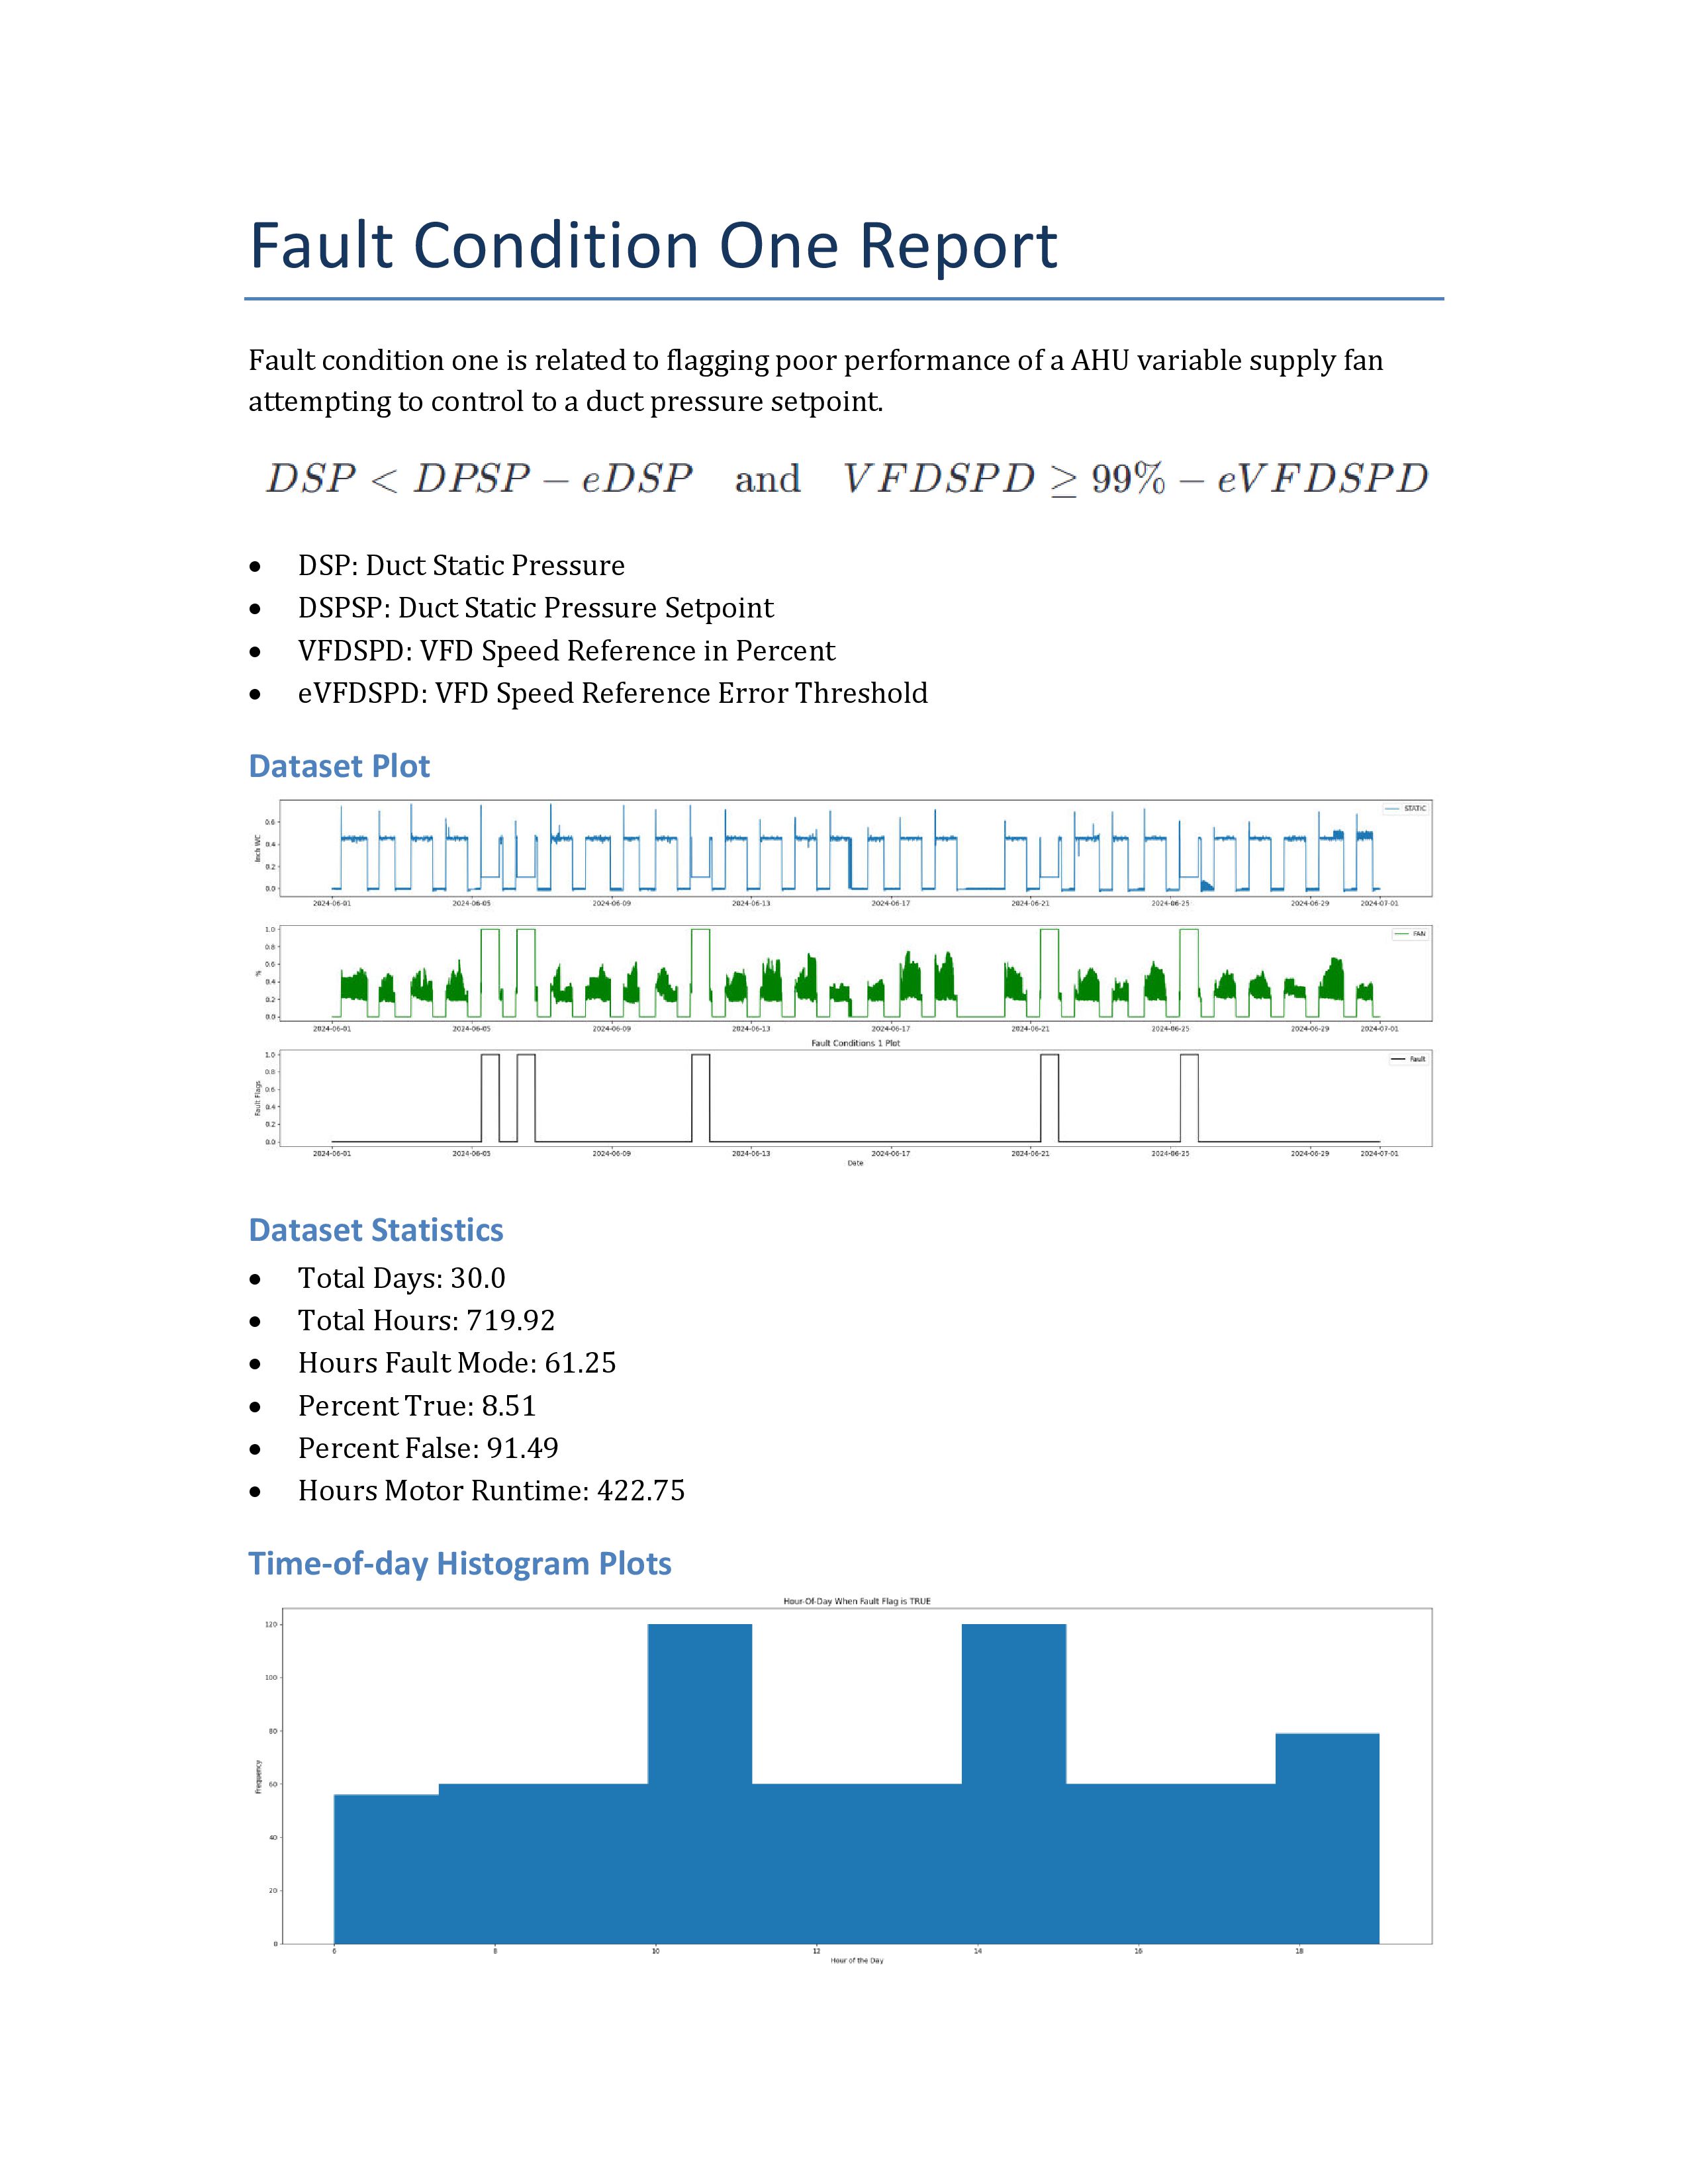 Fault Condition One Report
Fault condition one is related to flagging poor performance of a AHU variable supply fan
attempting to control to a duct pressure setpoint.
DSP < DPSP − eDSP and VFDSPD ≥ 99% − eVFDSPD
• DSP: Duct Static Pressure
• DSPSP: Duct Static Pressure Setpoint
• VFDSPD: VFD Speed Reference in Percent
• eVFDSPD: VFD Speed Reference Error Threshold
Dataset Plot
STATIC
Inch WC
0.6
0.4
0.2
0.0
2024-06-01 2024-06-05 2024-06-09 2024-06-13 2024-06-17 2024-06-21 2024-06-25 2024-06-29 2024-07-01
FAN
%
1.0
0.8
0.6
0.4
0.2
0.0
2024-06-01 2024-06-05 2024-06-09 2024-06-13 2024-06-17 2024-06-21 2024-06-25 2024-06-29 2024-07-01
Fault Conditions 1 Plot
Fault
Fault Flags
1.0
0.8
0.6
0.4
0.2
0.0
2024-06-01 2024-06-05 2024-06-09 2024-06-13 2024-06-17 2024-06-21 2024-06-25 2024-06-29 2024-07-01
Date
Dataset Statistics
• Total Days: 30.0
• Total Hours: 719.92
• Hours Fault Mode: 61.25
• Percent True: 8.51
• Percent False: 91.49
• Hours Motor Runtime: 422.75
Time-of-day Histogram Plots
Hour-Of-Day When Fault Flag is TRUE
Frequency
120
100
80
60
40
20
0
6 8 10 12 14 16 18
Hour of the Day